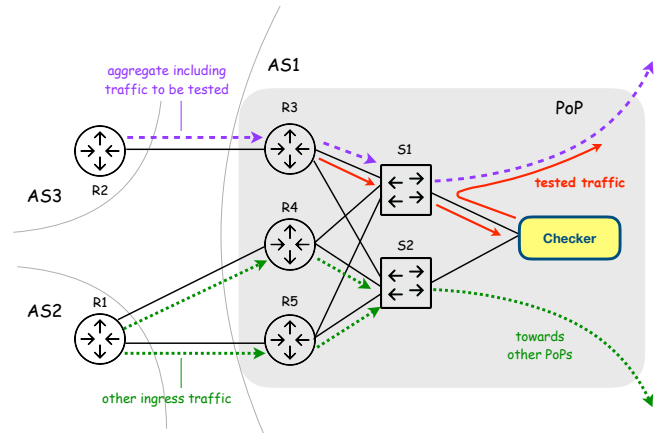 AS1
aggregate including
traffic to be tested
R3
PoP
S1
R2
AS3
tested traffic
R4
Checker
S2
AS2
R1
R5
towards
other PoPs
other ingress traffic